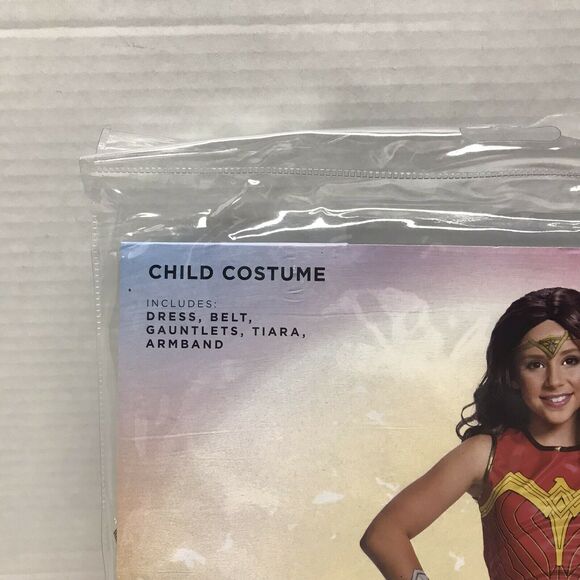 CHILD COSTUME
INCLUDES:
DRESS, BELT,
GAUNTLETS, TIARA,
ARMBAND